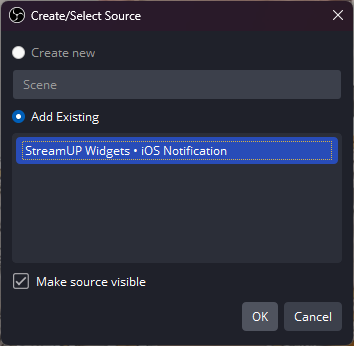 Create/Select Source
Create new
Scene
Add Existing
StreamUP Widgets • iOS Notification
Make source visible
OK
Cancel